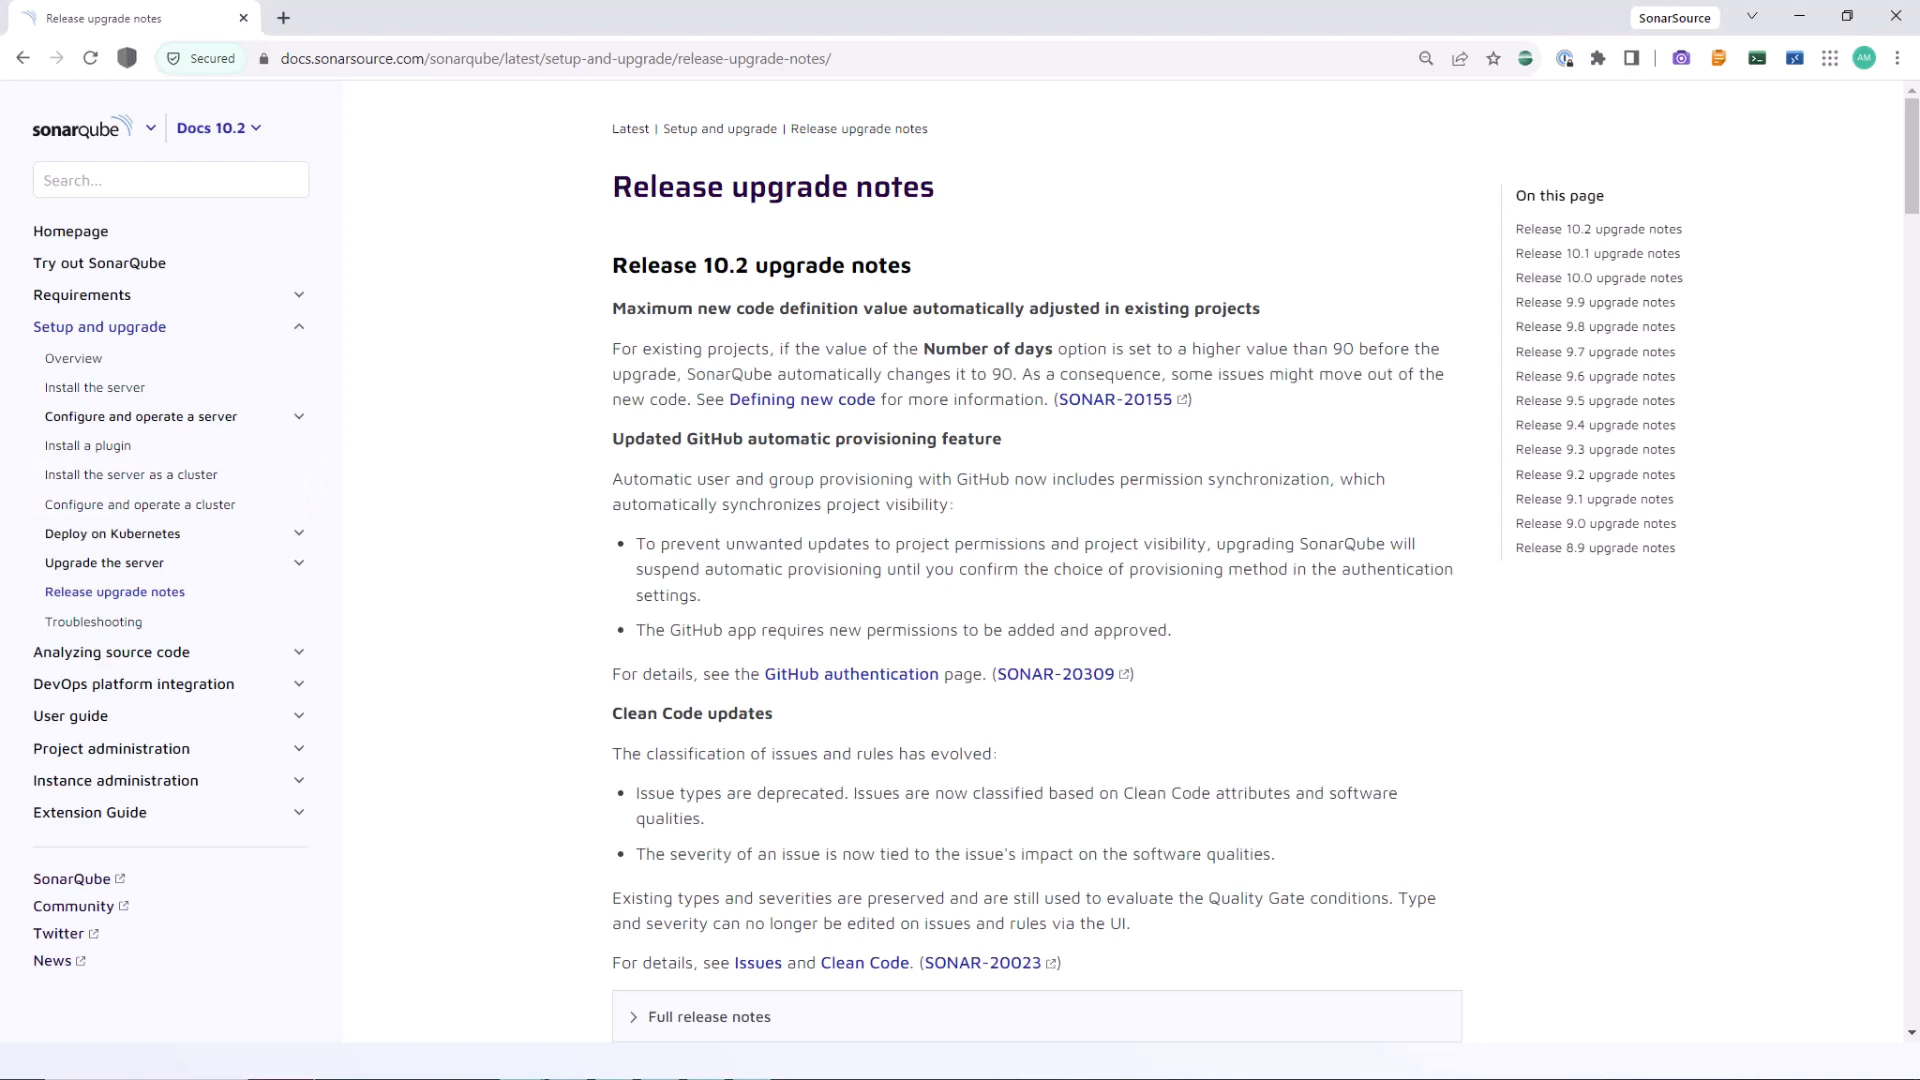 Release upgrade notes
SonarSource
Secured
docs.sonarsource.com/sonarqube/latest/setup-and-upgrade/release-upgrade-notes/
AM
sonarqube
Docs 10.2
Search...
Homepage
Try out SonarQube
Requirements
Setup and upgrade
Overview
Install the server
Configure and operate a server
Install a plugin
Install the server as a cluster
Configure and operate a cluster
Deploy on Kubernetes
Upgrade the server
Release upgrade notes
Troubleshooting
Analyzing source code
DevOps platform integration
User guide
Project administration
Instance administration
Extension Guide
SonarQube
Community
Twitter
News
Latest | Setup and upgrade | Release upgrade notes
Release upgrade notes
Release 10.2 upgrade notes
Maximum new code definition value automatically adjusted in existing projects
For existing projects, if the value of the Number of days option is set to a higher value than 90 before the
upgrade, SonarQube automatically changes it to 90. As a consequence, some issues might move out of the
new code. See Defining new code for more information. (SONAR-20155)
Updated GitHub automatic provisioning feature
Automatic user and group provisioning with GitHub now includes permission synchronization, which
automatically synchronizes project visibility:
• To prevent unwanted updates to project permissions and project visibility, upgrading SonarQube will
suspend automatic provisioning until you confirm the choice of provisioning method in the authentication
settings.
• The GitHub app requires new permissions to be added and approved.
For details, see the GitHub authentication page. (SONAR-20309)
Clean Code updates
The classification of issues and rules has evolved:
• Issue types are deprecated. Issues are now classified based on Clean Code attributes and software
qualities.
• The severity of an issue is now tied to the issue's impact on the software qualities.
Existing types and severities are preserved and are still used to evaluate the Quality Gate conditions. Type
and severity can no longer be edited on issues and rules via the UI.
For details, see Issues and Clean Code. (SONAR-20023)
Full release notes
On this page
Release 10.2 upgrade notes
Release 10.1 upgrade notes
Release 10.0 upgrade notes
Release 9.9 upgrade notes
Release 9.8 upgrade notes
Release 9.7 upgrade notes
Release 9.6 upgrade notes
Release 9.5 upgrade notes
Release 9.4 upgrade notes
Release 9.3 upgrade notes
Release 9.2 upgrade notes
Release 9.1 upgrade notes
Release 9.0 upgrade notes
Release 8.9 upgrade notes